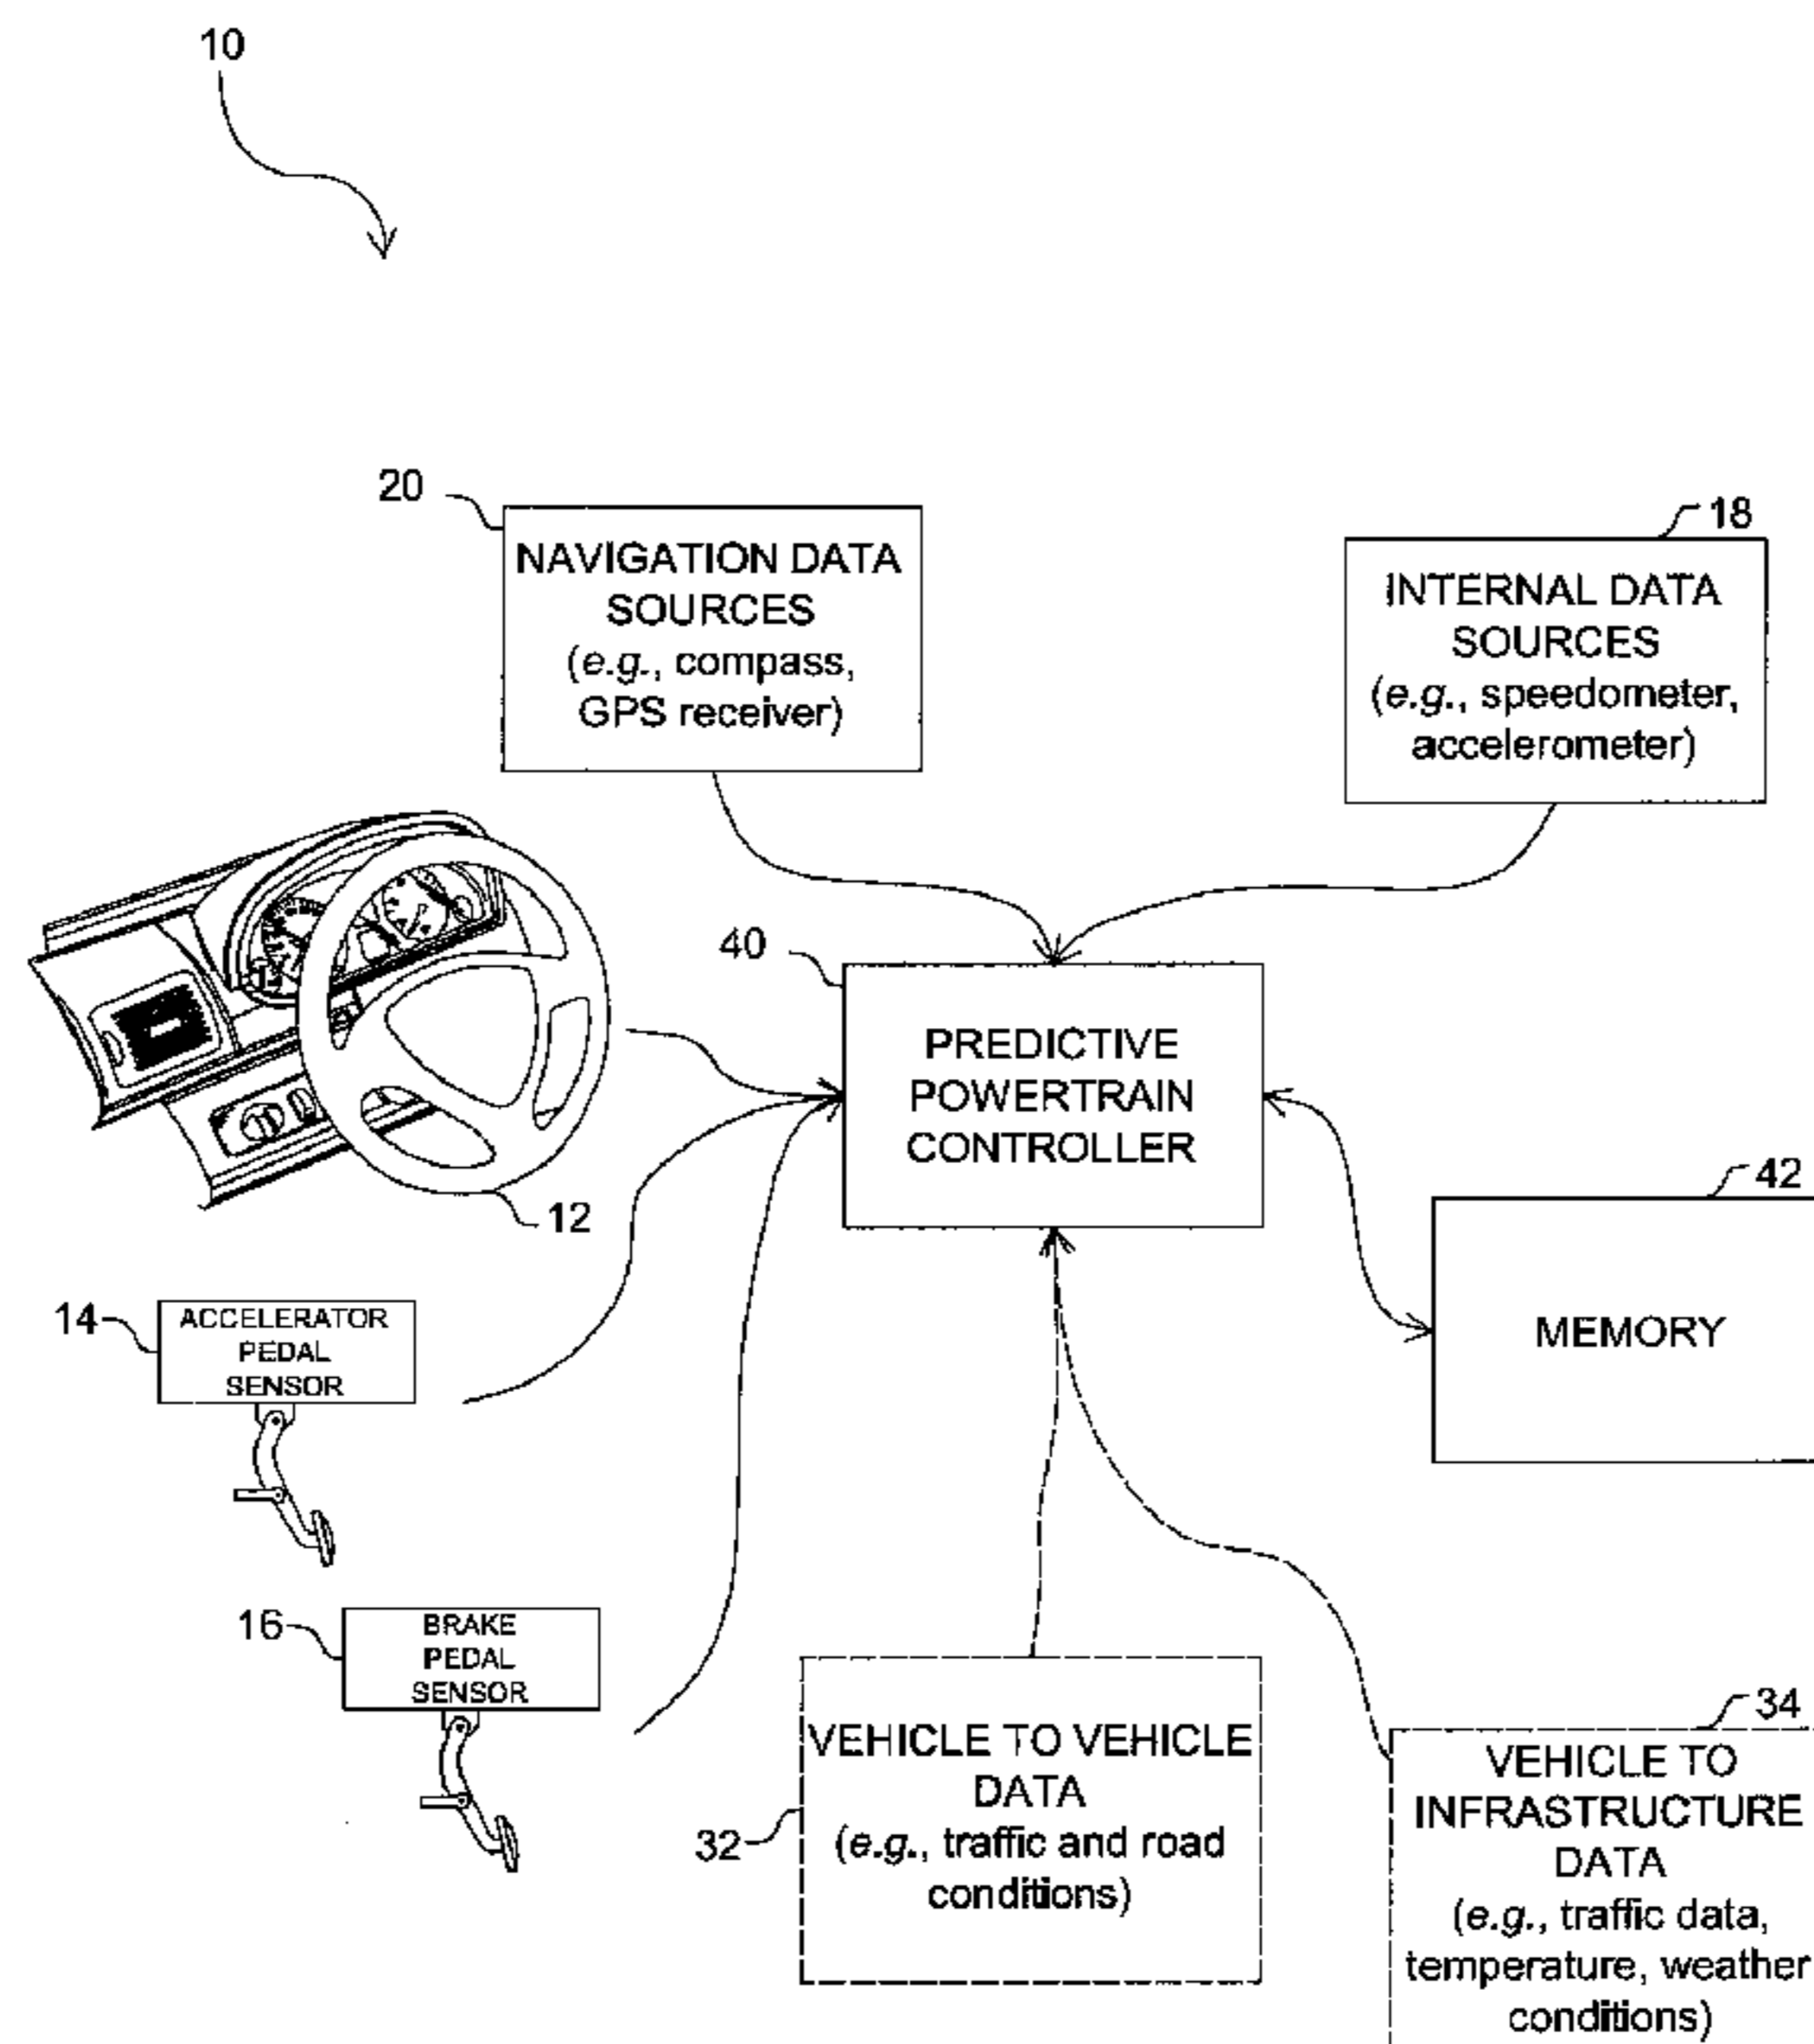 10
20
NAVIGATION DATA
SOURCES
(e.g., compass,
GPS receiver)
18
INTERNAL DATA
SOURCES
(e.g., speedometer,
accelerometer)
40
PREDICTIVE
POWERTRAIN
CONTROLLER
12
42
MEMORY
14
ACCELERATOR
PEDAL
SENSOR
16
BRAKE
PEDAL
SENSOR
32
VEHICLE TO VEHICLE
DATA
(e.g., traffic and road
conditions)
34
VEHICLE TO
INFRASTRUCTURE
DATA
(e.g., traffic data,
temperature, weather
conditions)